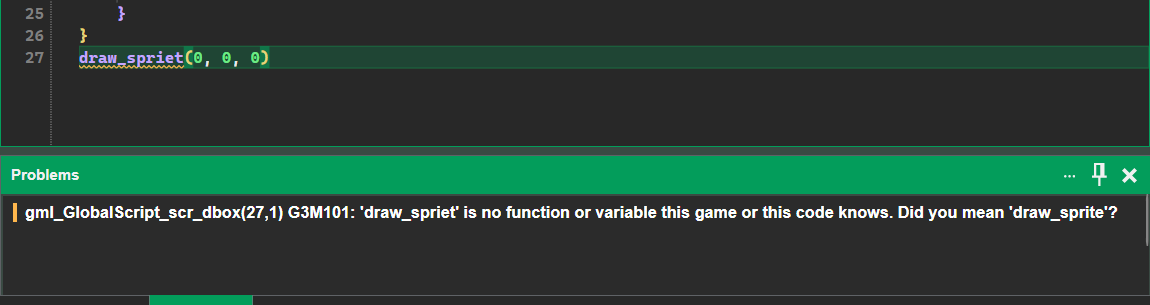 25 }
26 }
27 draw_spriet(0, 0, 0)
Problems
gml_GlobalScript_scr_dbox(27,1) G3M101: 'draw_spriet' is no function or variable this game or this code knows. Did you mean 'draw_sprite'?